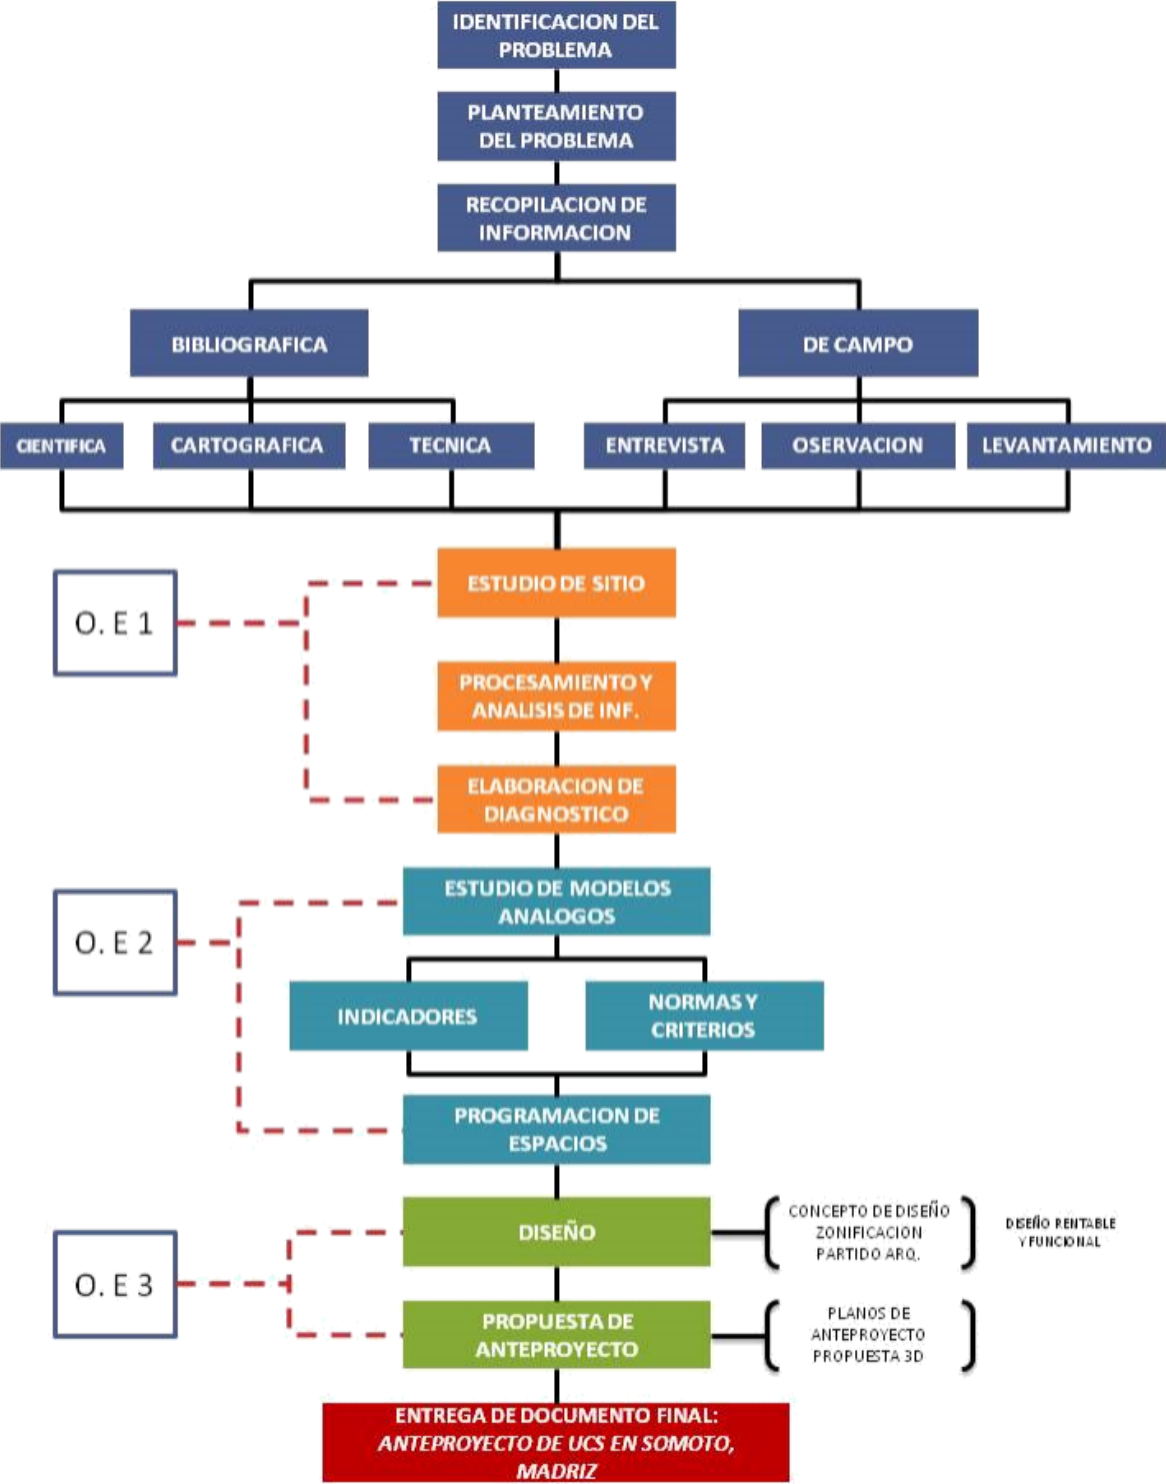 IDENTIFICACION DEL
PROBLEMA
PLANTEAMIENTO
DEL PROBLEMA
RECOPILACION DE
INFORMACION
BIBLIOGRAFICA
DE CAMPO
CIENTIFICA
CARTOGRAFICA
TECNICA
ENTREVISTA
OSERVACION
LEVANTAMIENTO
O. E 1
ESTUDIO DE SITIO
PROCESAMIENTO Y
ANALISIS DE INF.
ELABORACION DE
DIAGNOSTICO
O. E 2
ESTUDIO DE MODELOS
ANALOGOS
INDICADORES
NORMAS Y
CRITERIOS
PROGRAMACION DE
ESPACIOS
O. E 3
DISEÑO
CONCEPTO DE DISEÑO
ZONIFICACION
PARTIDO ARQ.
DISEÑO RENTABLE
Y FUNCIONAL
PROPUESTA DE
ANTEPROYECTO
PLANOS DE
ANTEPROYECTO
PROPUESTA 3D
ENTREGA DE DOCUMENTO FINAL:
ANTEPROYECTO DE UCS EN SOMOTO,
MADRIZ